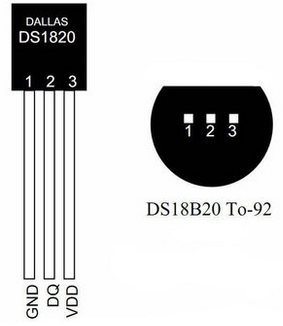 DALLAS
DS1820
1 2 3
GND DQ VDD
1 2 3
DS18B20 To-92